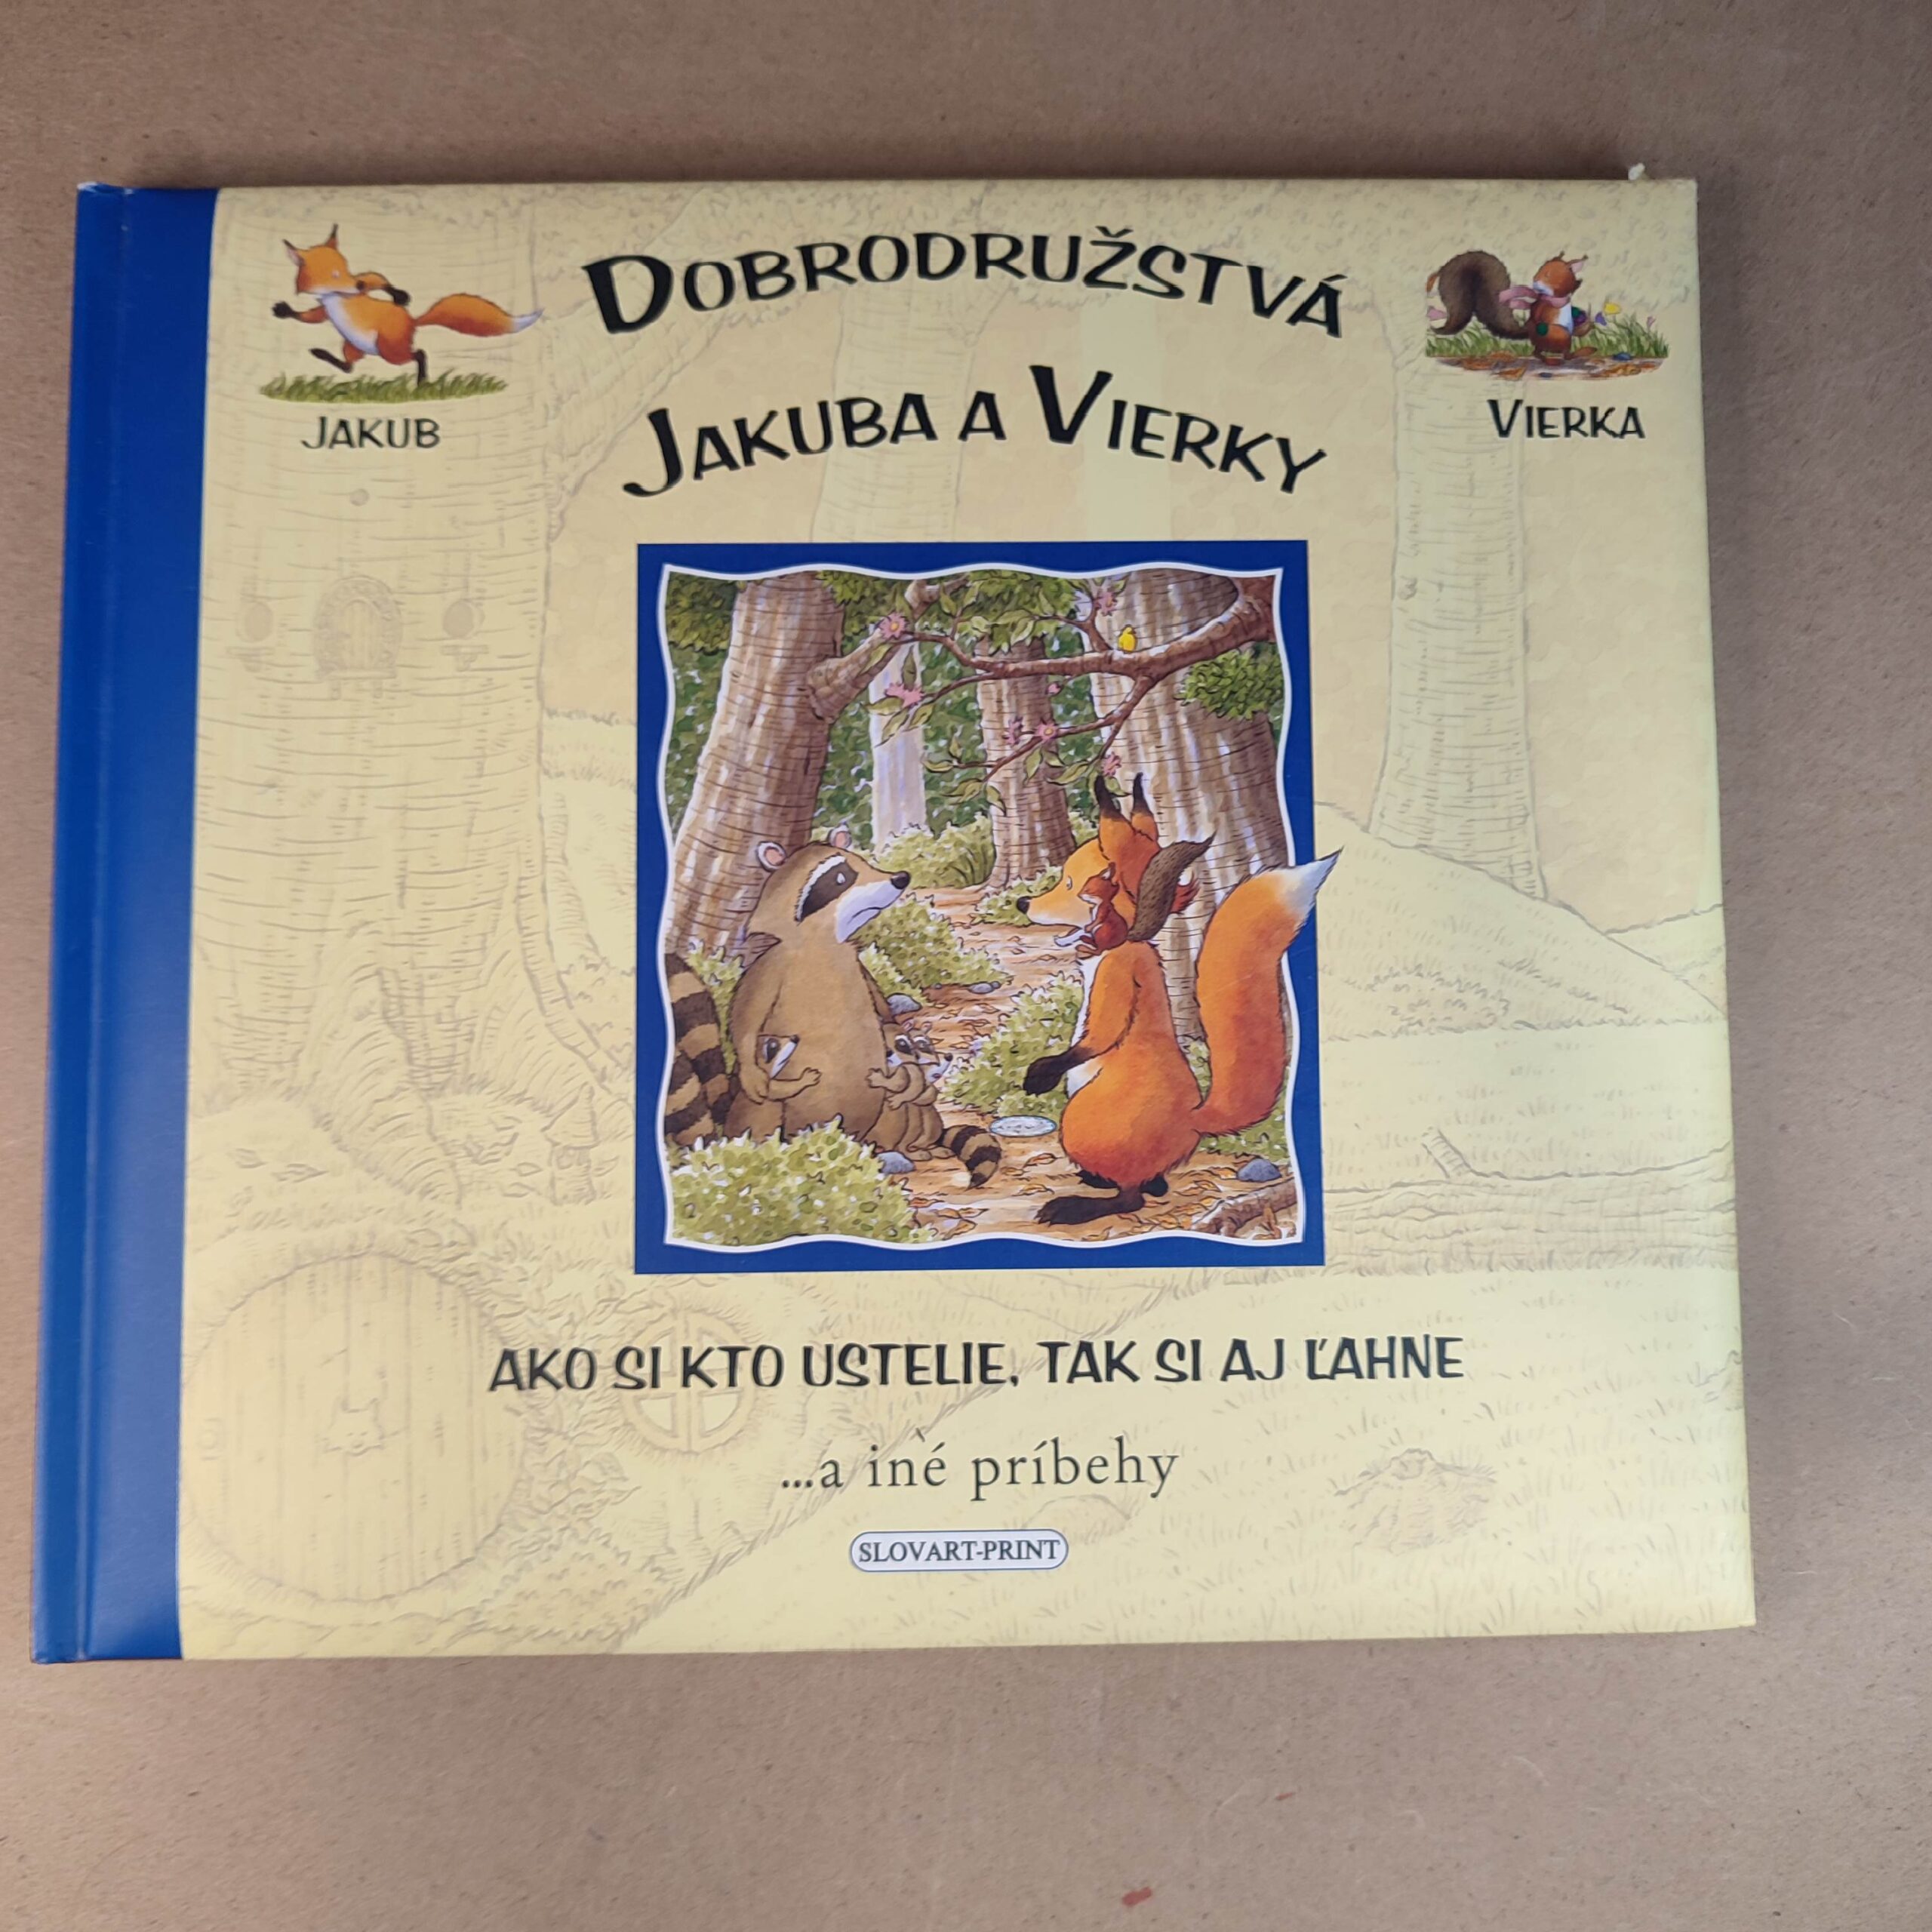 DOBRODRUŽSTVÁ
JAKUBA A VIERKY
JAKUB
VIERKA
AKO SI KTO USTELIE, TAK SI AJ ĽAHNE
...a iné príbehy
SLOVART-PRINT